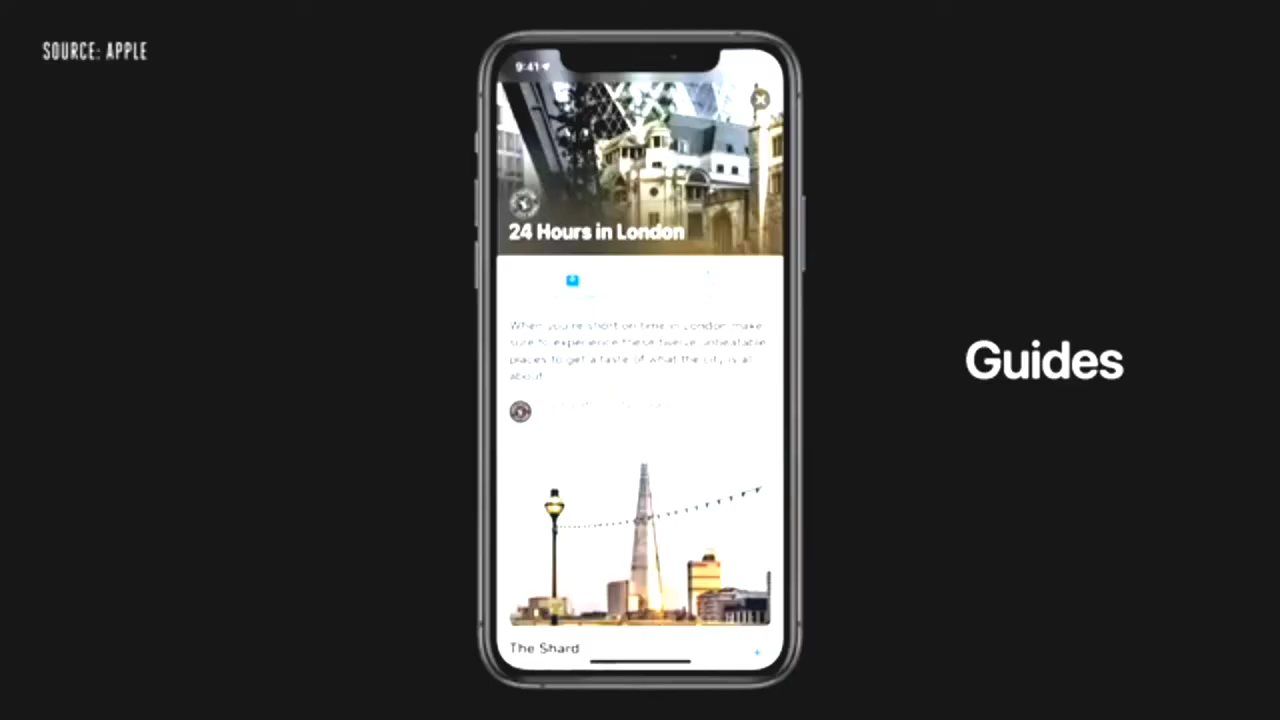 SOURCE: APPLE
9:41
24 Hours in London
When you're short on time in London make
sure to experience these twelve unbeatable
places to get a taste of what the city is all
about.
The Shard
Guides